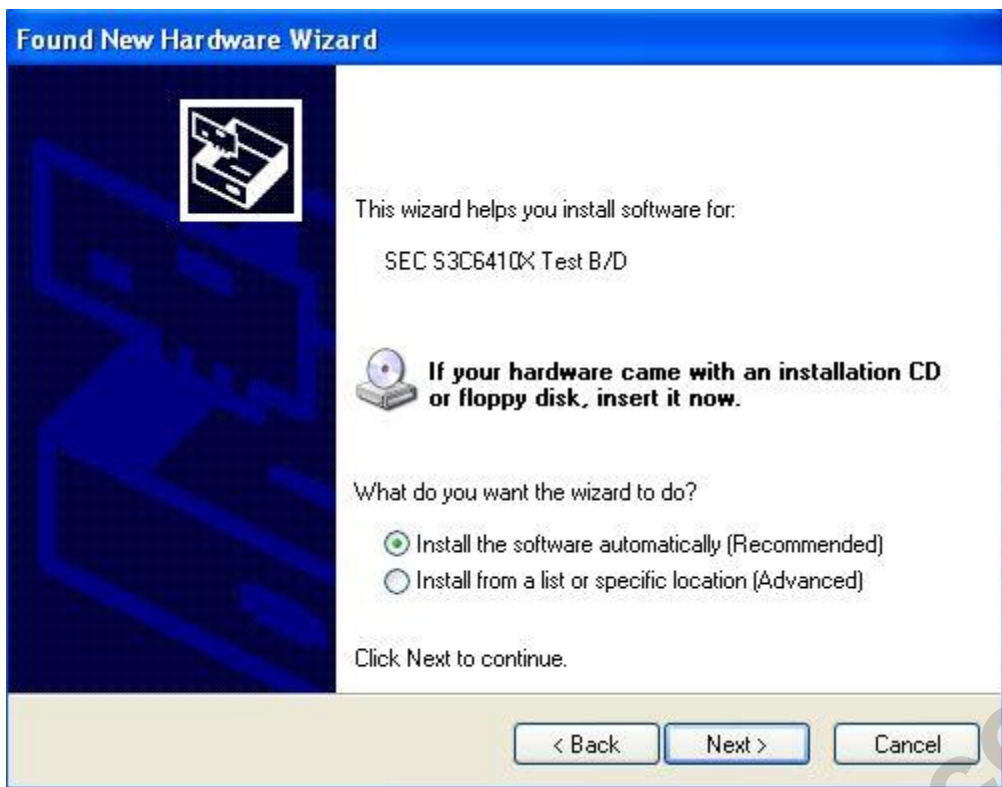 Found New Hardware Wizard
This wizard helps you install software for:
SEC S3C6410X Test B/D
If your hardware came with an installation CD
or floppy disk, insert it now.
What do you want the wizard to do?
Install the software automatically (Recommended)
Install from a list or specific location (Advanced)
Click Next to continue.
< Back
Next >
Cancel